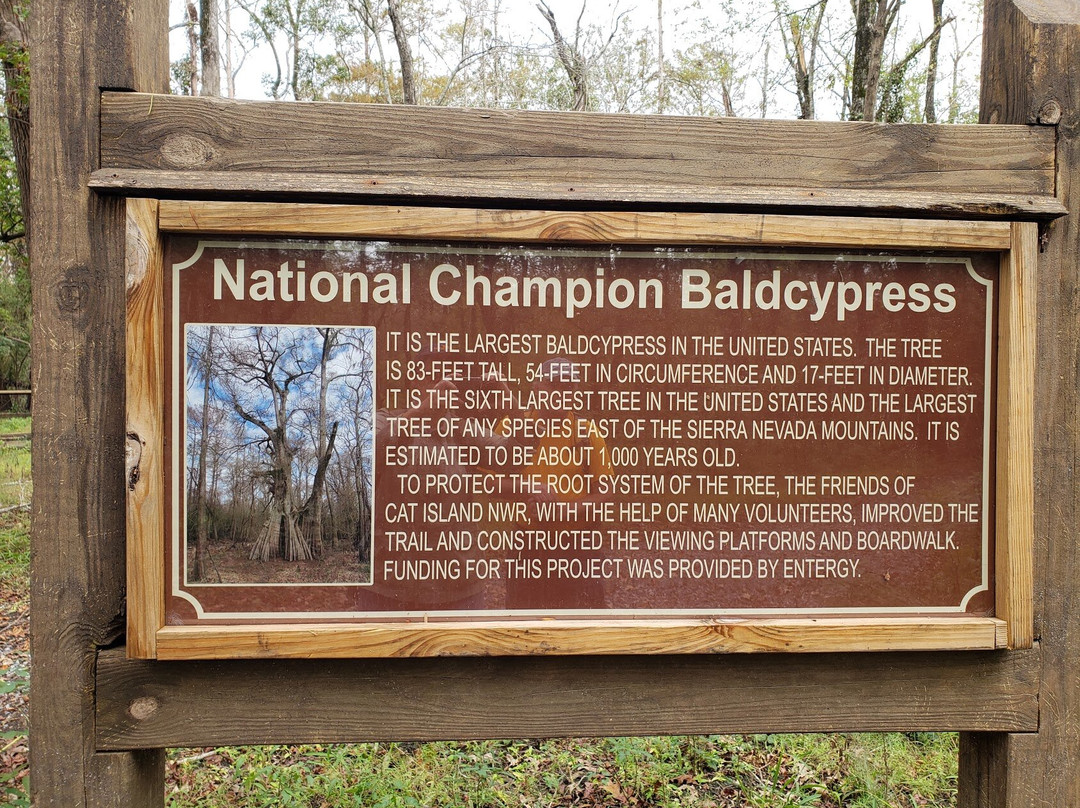 National Champion Baldcypress
IT IS THE LARGEST BALDCYPRESS IN THE UNITED STATES. THE TREE
IS 83-FEET TALL, 54-FEET IN CIRCUMFERENCE AND 17-FEET IN DIAMETER.
IT IS THE SIXTH LARGEST TREE IN THE UNITED STATES AND THE LARGEST
TREE OF ANY SPECIES EAST OF THE SIERRA NEVADA MOUNTAINS. IT IS
ESTIMATED TO BE ABOUT 1,000 YEARS OLD.
TO PROTECT THE ROOT SYSTEM OF THE TREE, THE FRIENDS OF
CAT ISLAND NWR, WITH THE HELP OF MANY VOLUNTEERS, IMPROVED THE
TRAIL AND CONSTRUCTED THE VIEWING PLATFORMS AND BOARDWALK.
FUNDING FOR THIS PROJECT WAS PROVIDED BY ENTERGY.